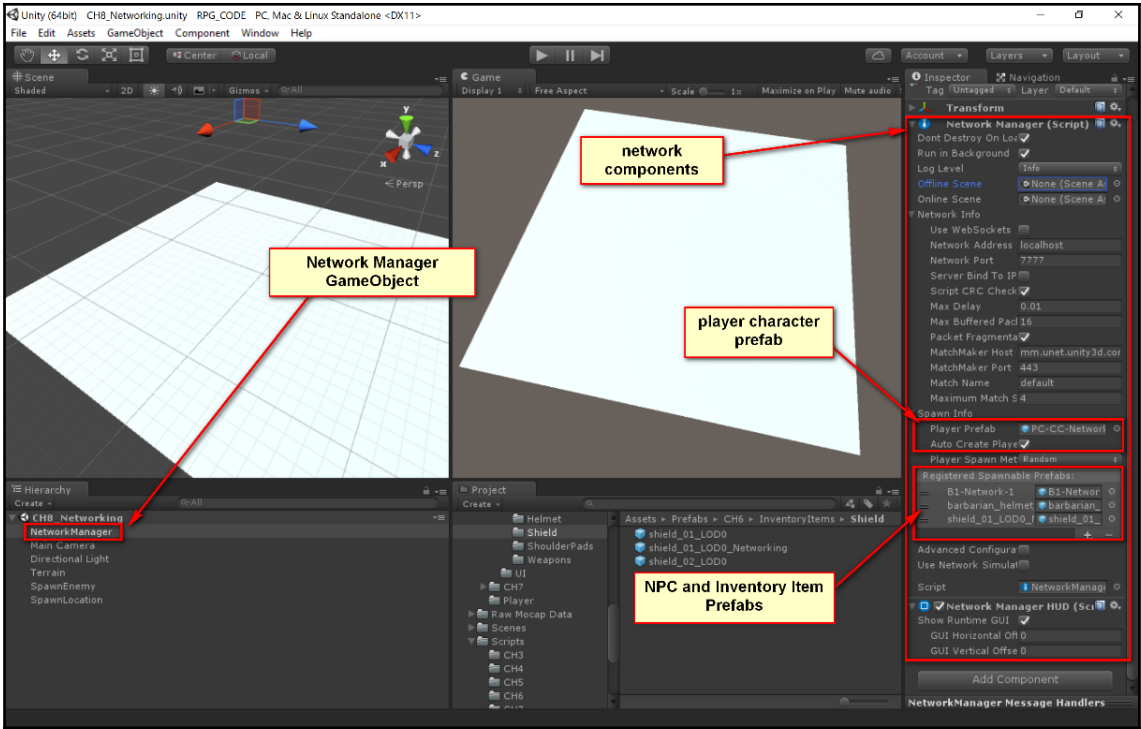 Unity (64bit) CH8_Networking.unity RPG_CODE PC, Mac & Linux Standalone <DX11>
File Edit Assets GameObject Component Window Help
Center Local
Account Layers Layout
Scene
Shaded 2D Gizmos All
y
z
x
Persp
Game
Display 1 Free Aspect Scale 1x Maximize on Play Mute audio
network
components
Network Manager
GameObject
player character
prefab
NPC and Inventory Item
Prefabs
Inspector Navigation
Tag Untagged Layer Default
Transform
Network Manager (Script)
Dont Destroy On Loa
Run in Background
Log Level Info
Offline Scene None (Scene A
Online Scene None (Scene A
Network Info
Use WebSockets
Network Address localhost
Network Port 7777
Server Bind To IP
Script CRC Check
Max Delay 0.01
Max Buffered Pac 16
Packet Fragmenta
MatchMaker Host mm.unet.unity3d.com
MatchMaker Port 443
Match Name default
Maximum Match S 4
Spawn Info
Player Prefab PC-CC-Network
Auto Create Playe
Player Spawn Met Random
Registered Spawnable Prefabs:
B1-Network-1 B1-Networ
barbarian_helmet barbarian_
shield_01_LOD0_ shield_01_
+ −
Advanced Configura
Use Network Simulat
Script NetworkManage
Network Manager HUD (Scr
Show Runtime GUI
GUI Horizontal Off 0
GUI Vertical Offse 0
Add Component
NetworkManager Message Handlers
Hierarchy
Create All
CH8_Networking
NetworkManager
Main Camera
Directional Light
Terrain
SpawnEnemy
SpawnLocation
Project
Create
Helmet
Shield
ShoulderPads
Weapons
UI
CH7
Player
Raw Mocap Data
Scenes
Scripts
CH3
CH4
CH5
CH6
CH7
Assets Prefabs CH6 InventoryItems Shield
shield_01_LOD0
shield_01_LOD0_Networking
shield_02_LOD0